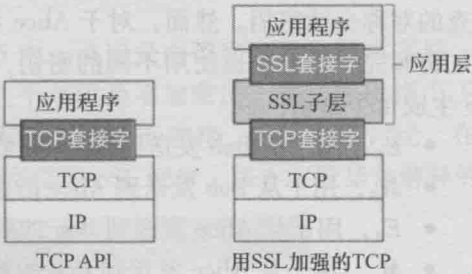 应用程序
TCP套接字
TCP
IP
TCP API
应用程序
SSL套接字
SSL子层
TCP套接字
TCP
IP
用SSL加强的TCP
应用层